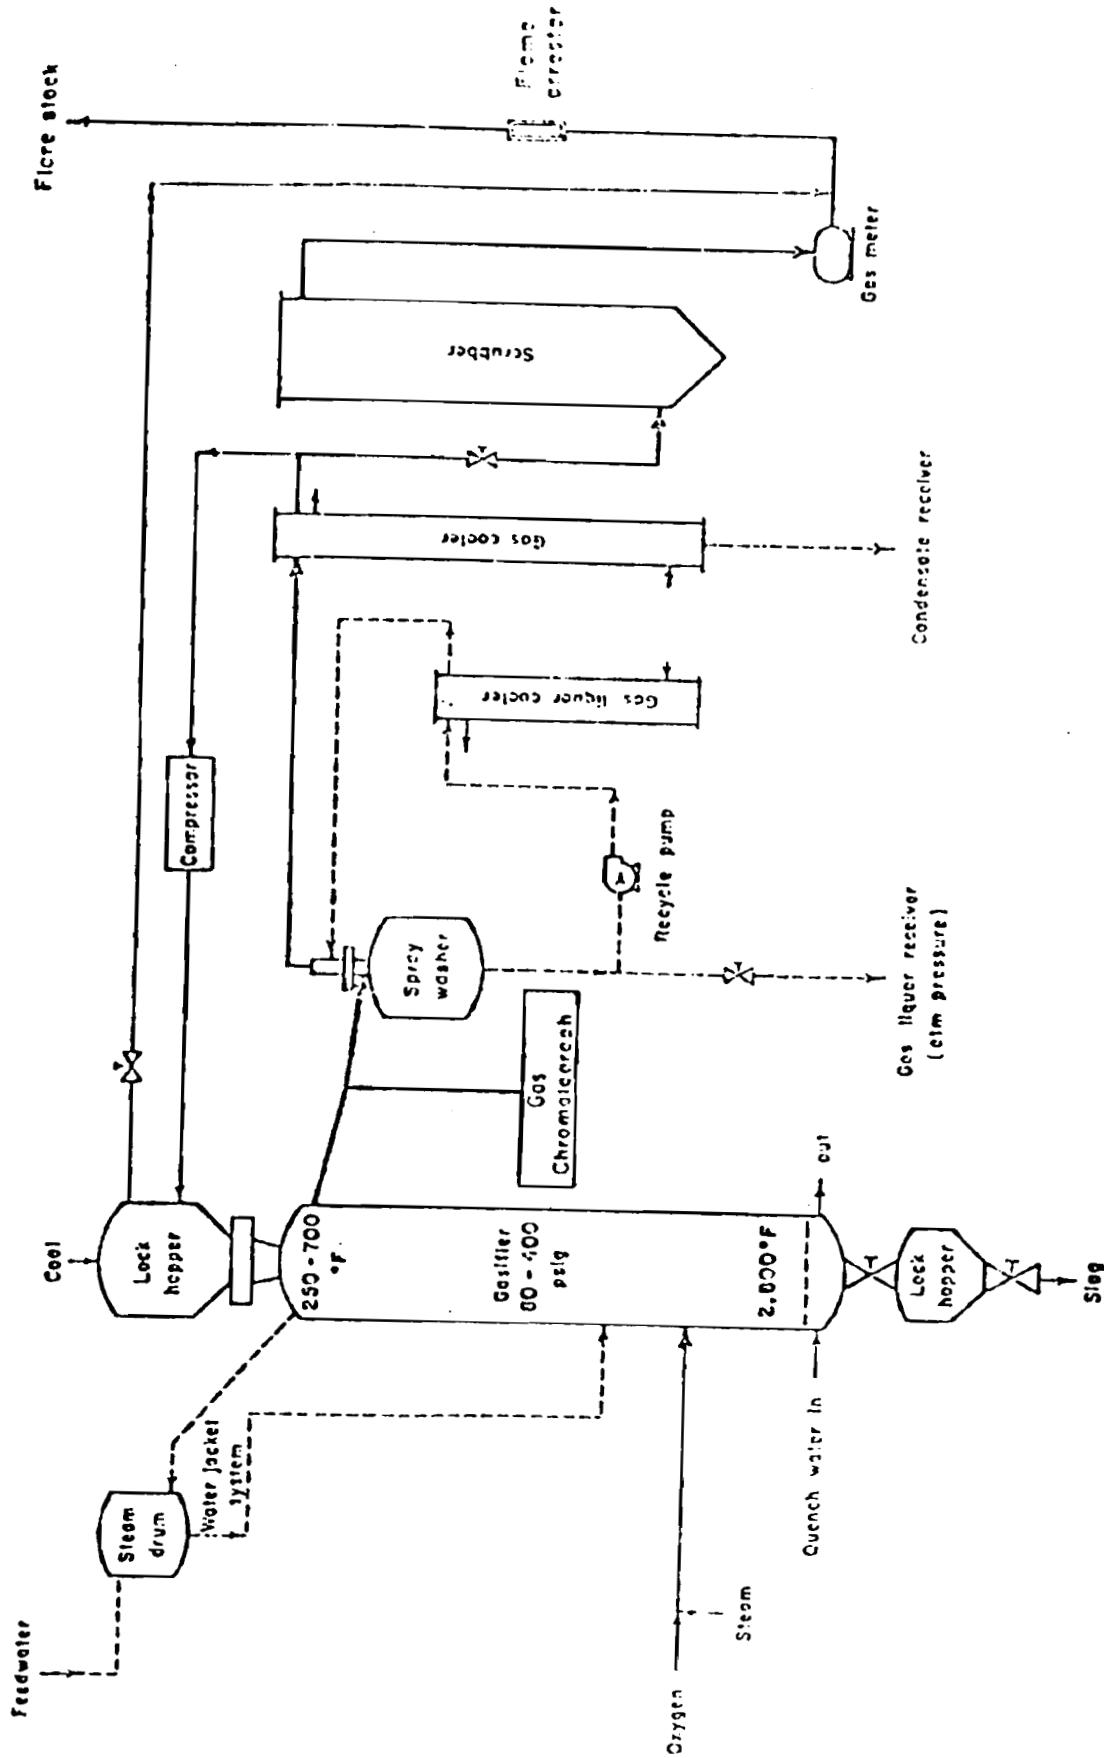 Feedwater
Steam
drum
Water jacket
system
Coal
Lock
hopper
250-700
°F
Gasifier
80-400
psig
2,800°F
Oxygen
Steam
Quench water in
out
Lock
hopper
Slag
Compressor
Spray
washer
Gas
Chromatograph
Recycle pump
Gas liquor receiver
(atm pressure)
Gas liquor cooler
Gas cooler
Condensate receiver
Scrubber
Gas meter
Flame
arrester
Flare stack